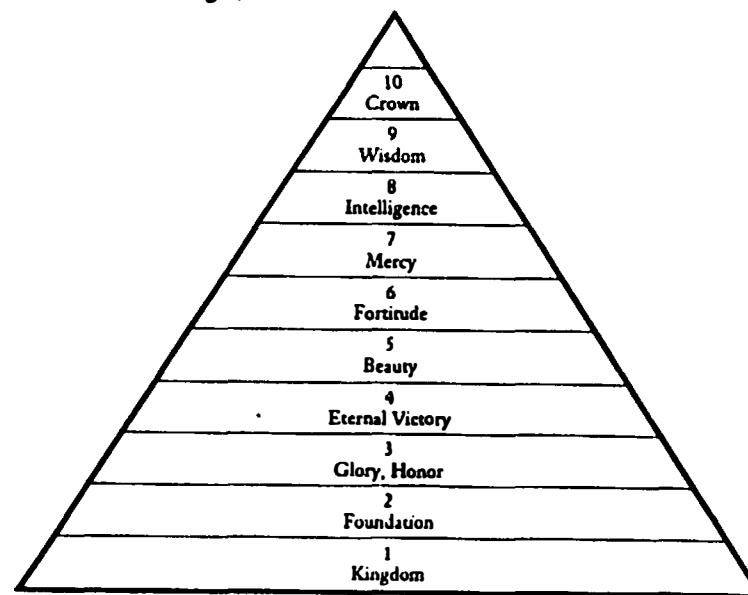 10
Crown
9
Wisdom
8
Intelligence
7
Mercy
6
Fortitude
5
Beauty
4
Eternal Victory
3
Glory, Honor
2
Foundation
1
Kingdom